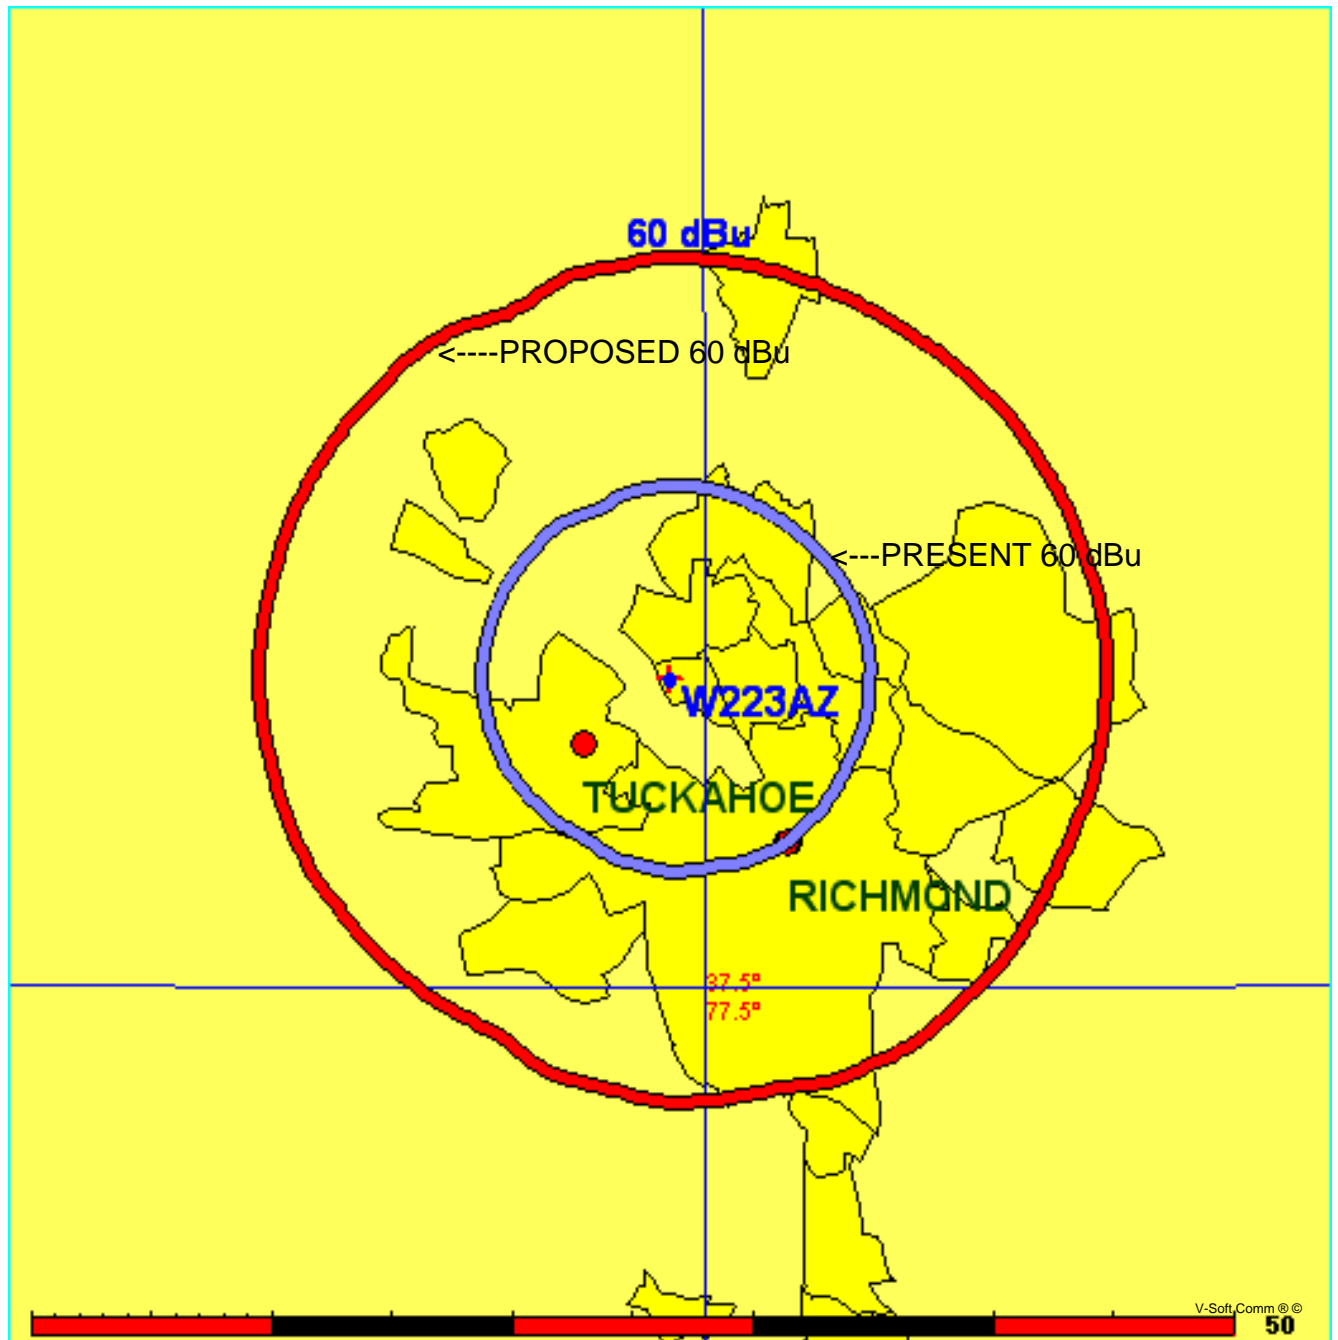 60 dBu
<----PROPOSED 60 dBu
<---PRESENT 60 dBu
W223AZ
TUCKAHOE
RICHMOND
37.5°
77.5°
V-Soft Comm ® ©
50